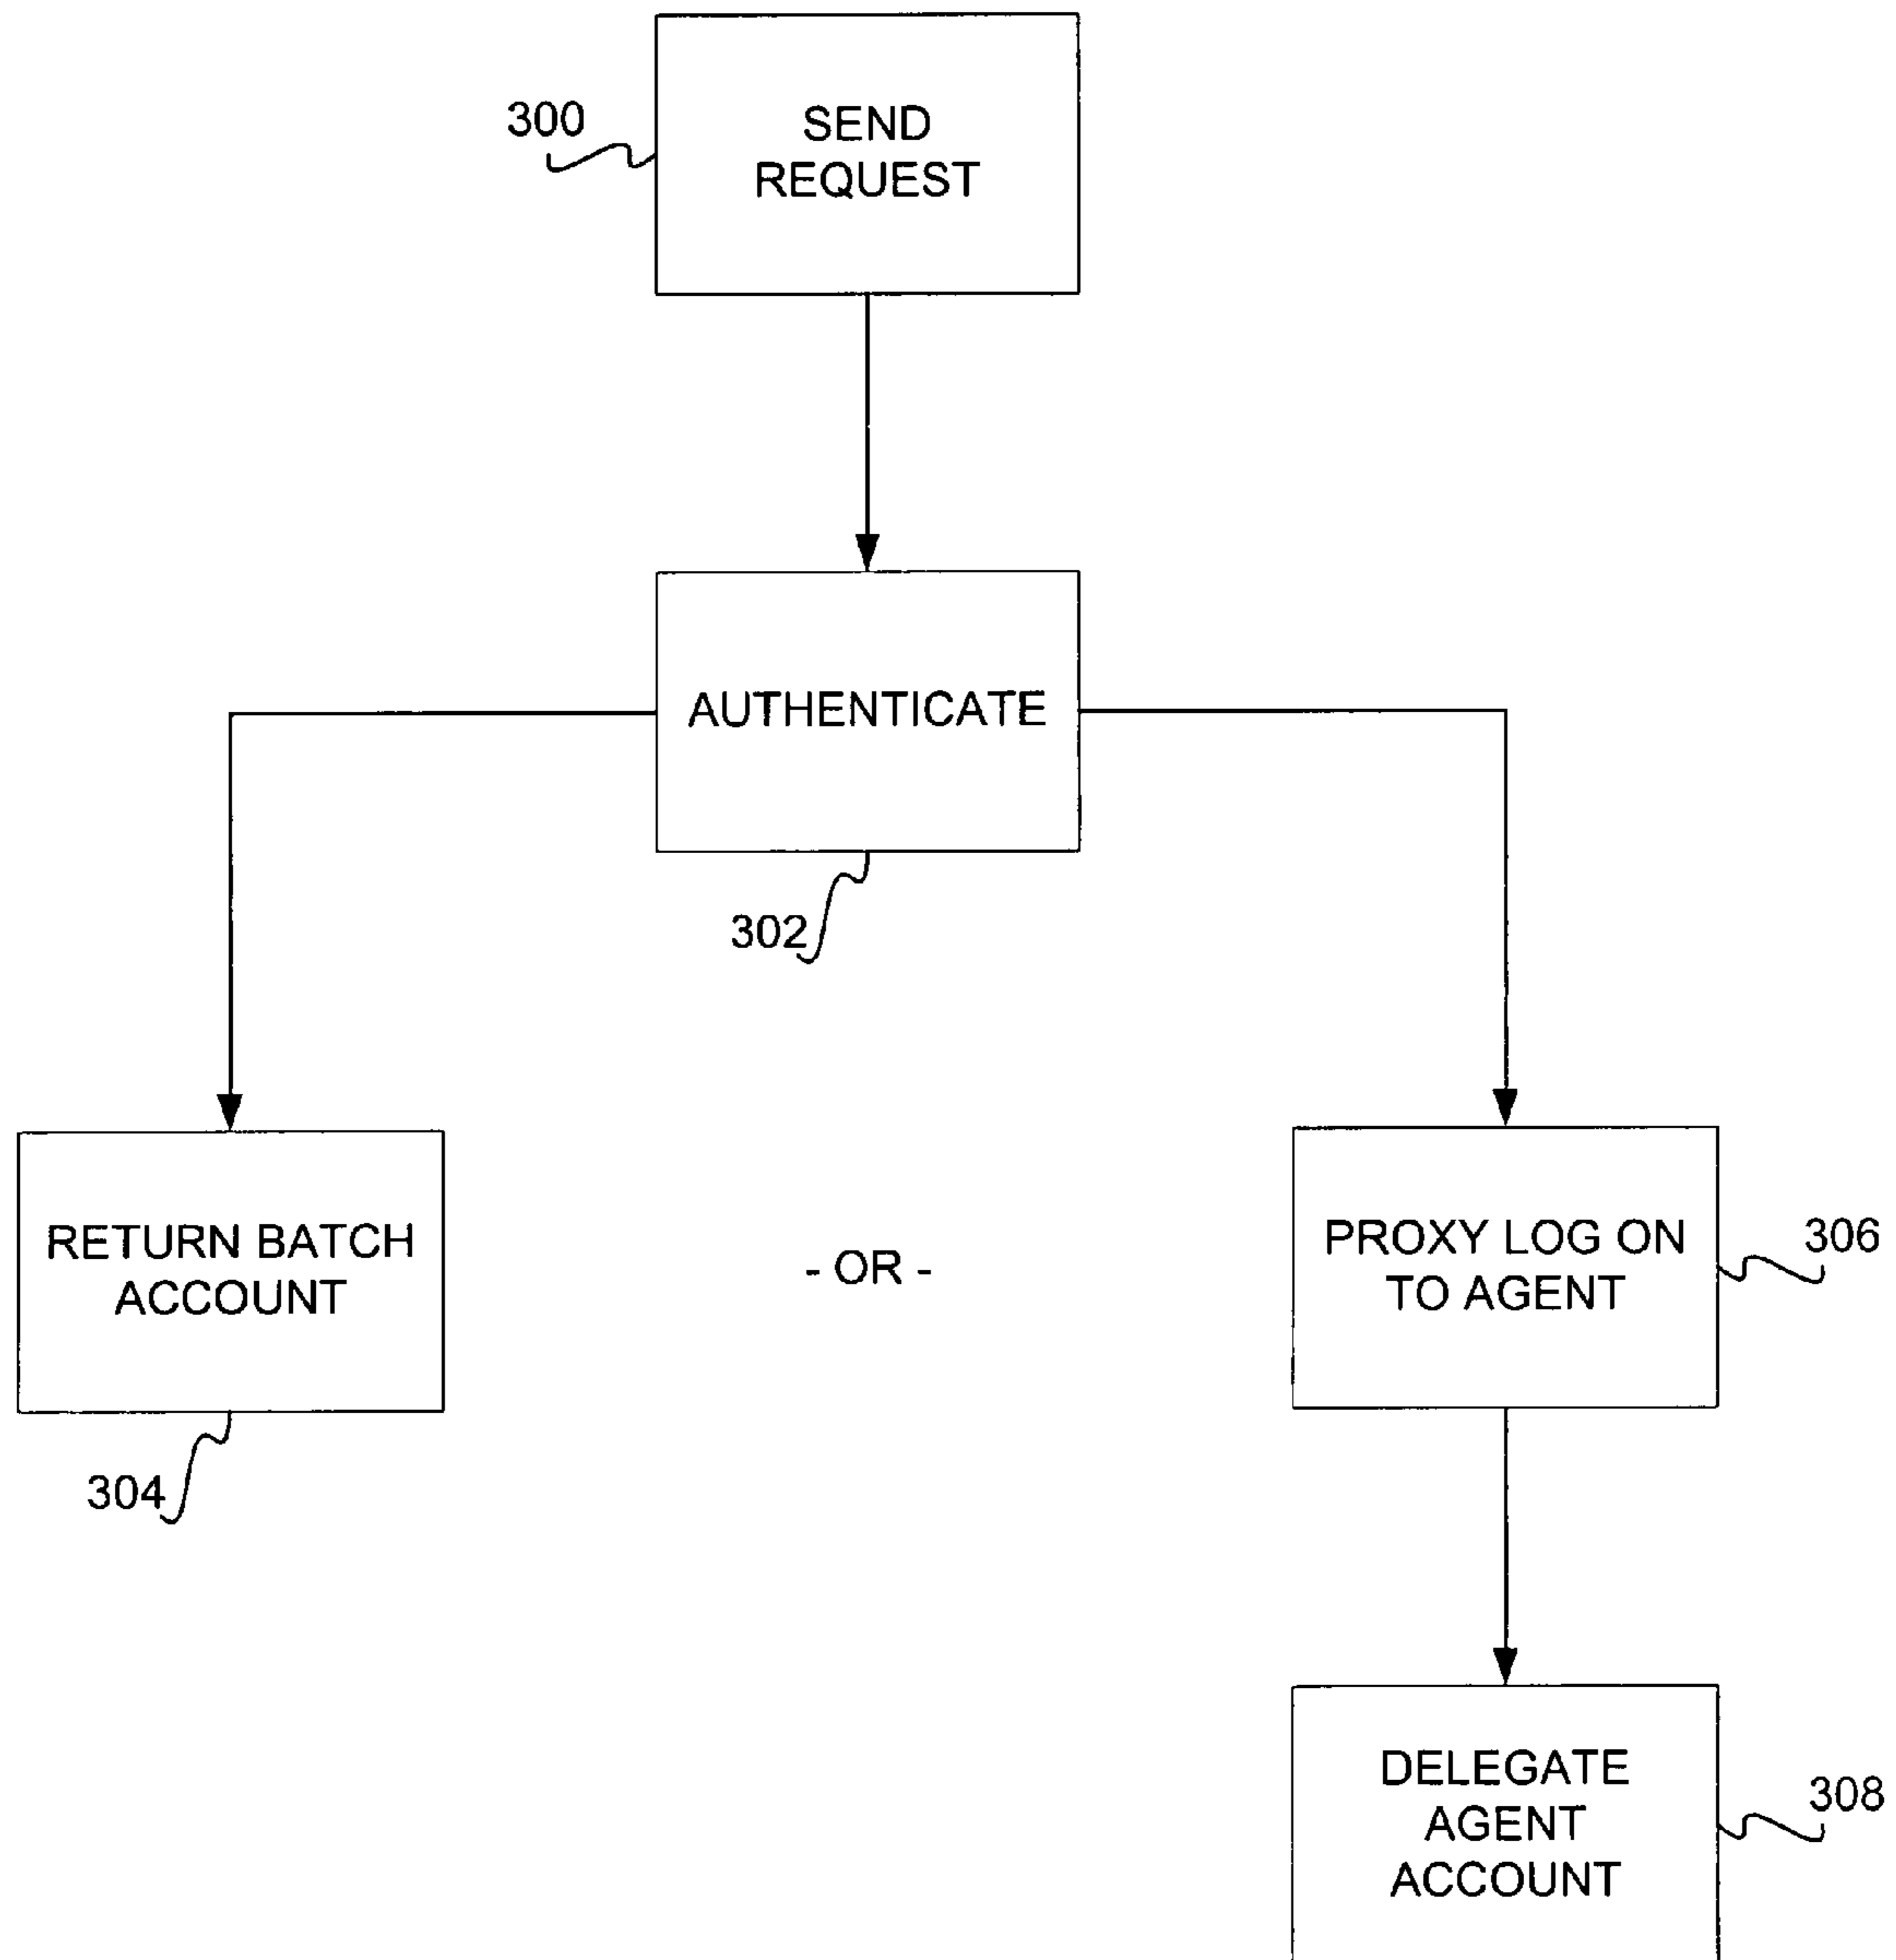 300
SEND
REQUEST
AUTHENTICATE
302
RETURN BATCH
ACCOUNT
304
- OR -
PROXY LOG ON
TO AGENT
306
DELEGATE
AGENT
ACCOUNT
308